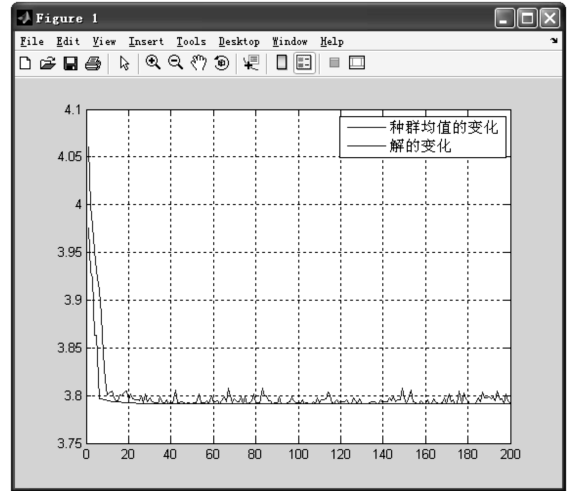 Figure 1
File Edit View Insert Tools Desktop Window Help
4.1
4.05
4
3.95
3.9
3.85
3.8
3.75
种群均值的变化
解的变化
0 20 40 60 80 100 120 140 160 180 200